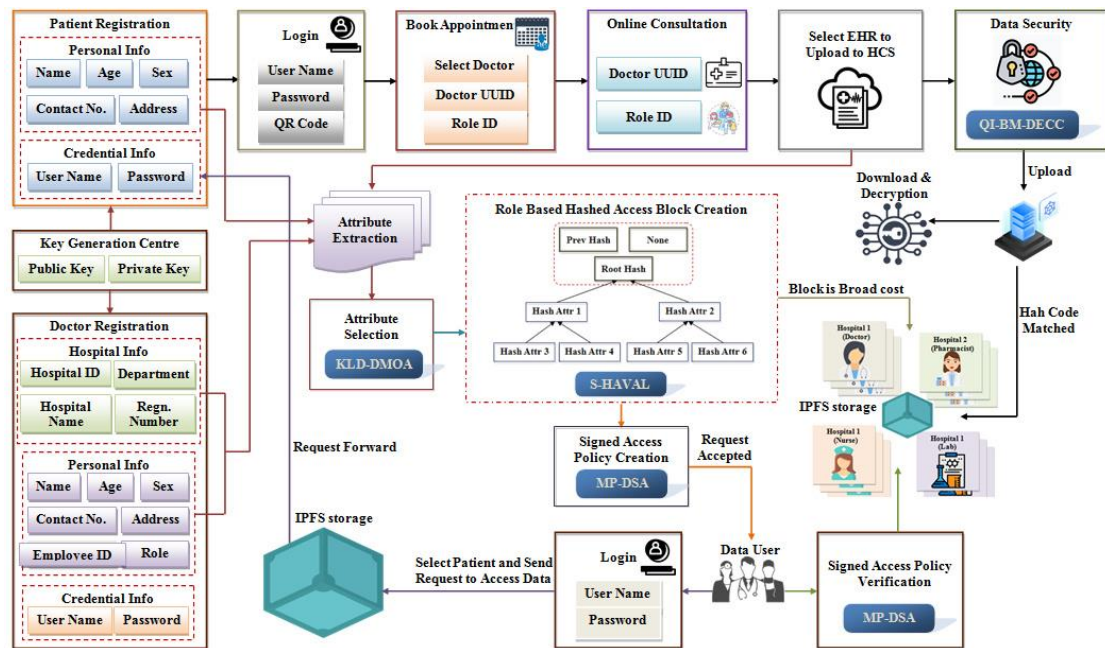 Patient Registration
Personal Info
Name
Age
Sex
Contact No.
Address
Credential Info
User Name
Password
Login
User Name
Password
QR Code
Book Appointmen
Select Doctor
Doctor UUID
Role ID
Online Consultation
Doctor UUID
Role ID
Select EHR to
Upload to HCS
Data Security
QI-BM-DECC
Upload
Download &
Decryption
Key Generation Centre
Public Key
Private Key
Attribute
Extraction
Attribute
Selection
KLD-DMOA
Role Based Hashed Access Block Creation
Prev Hash
None
Root Hash
Hash Attr 1
Hash Attr 2
Hash Attr 3
Hash Attr 4
Hash Attr 5
Hash Attr 6
S-HAVAL
Block is Broad cost
Hah Code
Matched
Hospital 1
(Doctor)
Hospital 2
(Pharmacist)
IPFS storage
Hospital 1
(Nurse)
Hospital 1
(Lab)
Doctor Registration
Hospital Info
Hospital ID
Department
Hospital
Name
Regn.
Number
Personal Info
Name
Age
Sex
Contact No.
Address
Employee ID
Role
Credential Info
User Name
Password
Request Forward
IPFS storage
Signed Access
Policy Creation
MP-DSA
Request
Accepted
Select Patient and Send
Request to Access Data
Login
User Name
Password
Data User
Signed Access Policy
Verification
MP-DSA